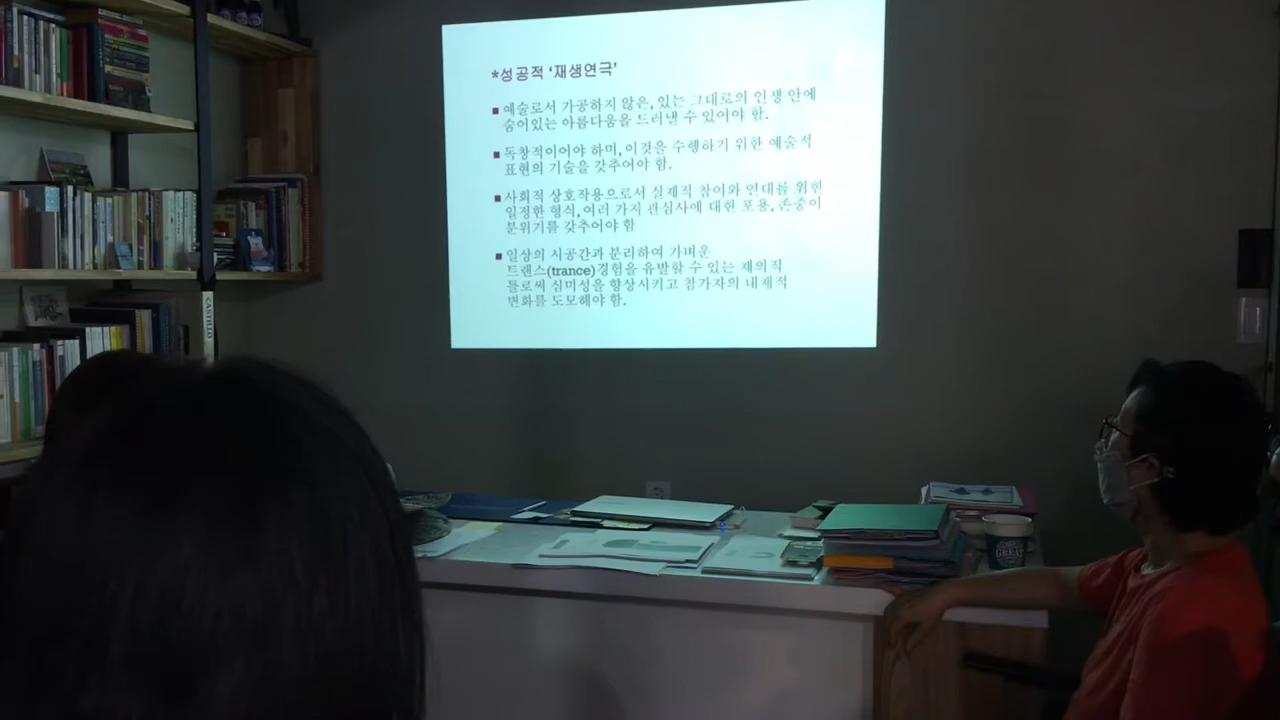 *성공적 '재생연극'
■ 예술로서 가공하지 않은, 있는 그대로의 인생 안에
숨어있는 아름다움을 드러낼 수 있어야 함.
■ 독창적이어야 하며, 이것을 수행하기 위한 예술적
표현의 기술을 갖추어야 함.
■ 사회적 상호작용으로서 실제적 참여와 연대를 위한
일정한 형식, 여러 가지 관심사에 대한 포용, 존중이
분위기를 갖추어야 함
■ 일상의 시공간과 분리하여 가벼운
트랜스(trance)경험을 유발할 수 있는 제의적
틀로써 심미성을 향상시키고 참가자의 내재적
변화를 도모해야 함.
CASTILLO
GREAT